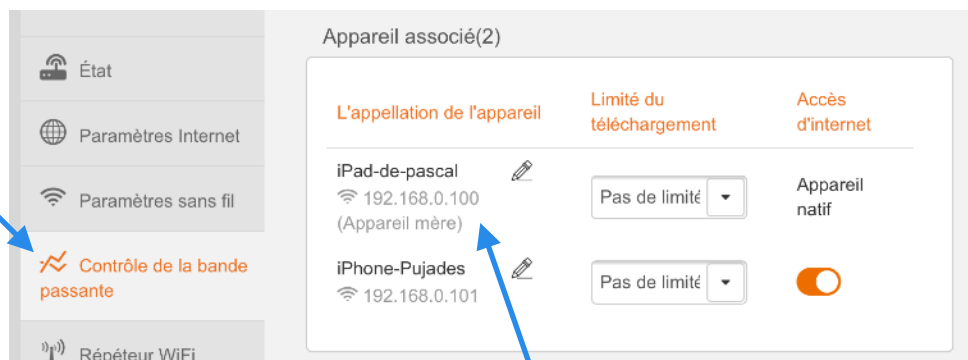 État
Paramètres Internet
Paramètres sans fil
Contrôle de la bande
passante
Répéteur WiFi
Appareil associé(2)
L'appellation de l'appareil
Limité du
téléchargement
Accès
d'internet
iPad-de-pascal
192.168.0.100
(Appareil mère)
Pas de limité
Appareil
natif
iPhone-Pujades
192.168.0.101
Pas de limité